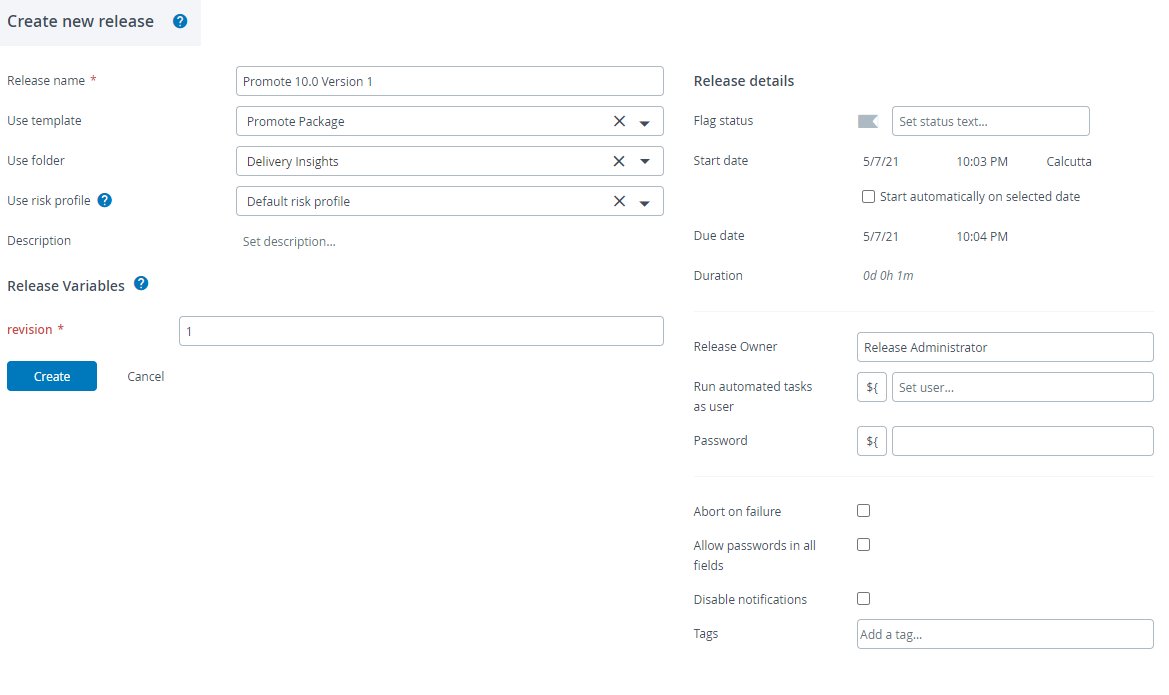 Create new release ?
Release name *
Promote 10.0 Version 1
Use template
Promote Package
Use folder
Delivery Insights
Use risk profile ?
Default risk profile
Description
Set description...
Release Variables ?
revision *
1
Create
Cancel
Release details
Flag status
Set status text...
Start date
5/7/21 10:03 PM Calcutta
Start automatically on selected date
Due date
5/7/21 10:04 PM
Duration
0d 0h 1m
Release Owner
Release Administrator
Run automated tasks
as user
${
Set user...
Password
${
Abort on failure
Allow passwords in all
fields
Disable notifications
Tags
Add a tag...